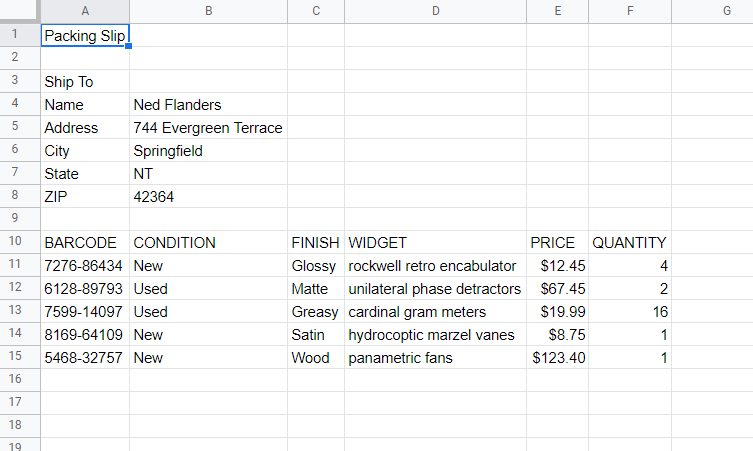 A B C D E F G
1 Packing Slip
2
3 Ship To
4 Name Ned Flanders
5 Address 744 Evergreen Terrace
6 City Springfield
7 State NT
8 ZIP 42364
9
10 BARCODE CONDITION FINISH WIDGET PRICE QUANTITY
11 7276-86434 New Glossy rockwell retro encabulator $12.45 4
12 6128-89793 Used Matte unilateral phase detractors $67.45 2
13 7599-14097 Used Greasy cardinal gram meters $19.99 16
14 8169-64109 New Satin hydrocoptic marzel vanes $8.75 1
15 5468-32757 New Wood panametric fans $123.40 1
16
17
18
19